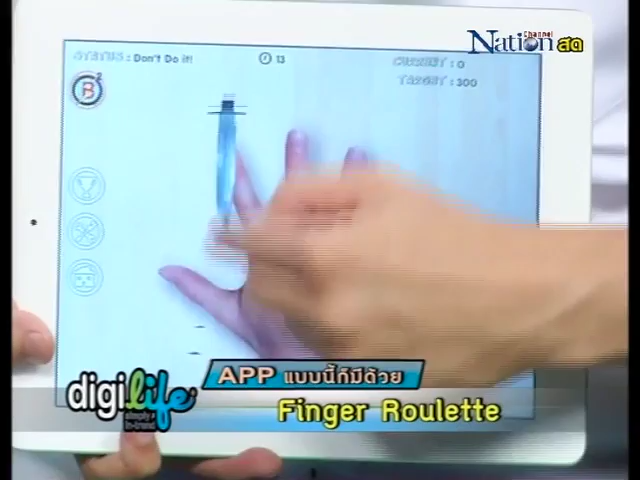 Nation Channel สด
STATUS : Don't Do it!
13
CURRENT : 0
TARGET : 300
B 2
digilife
simply in-trend
APP แบบนี้ก็มีด้วย
Finger Roulette